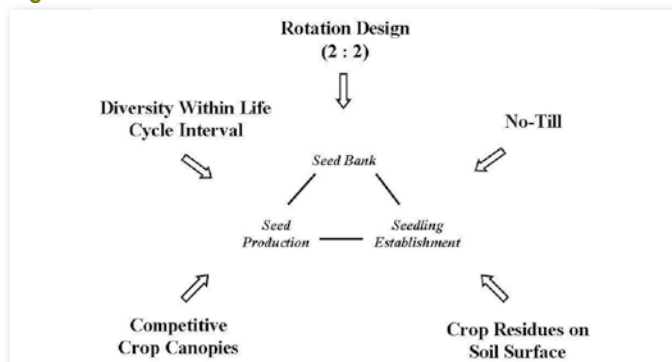 Rotation Design
(2 : 2)
Diversity Within Life
Cycle Interval
No-Till
Seed Bank
Seed
Production
Seedling
Establishment
Competitive
Crop Canopies
Crop Residues on
Soil Surface